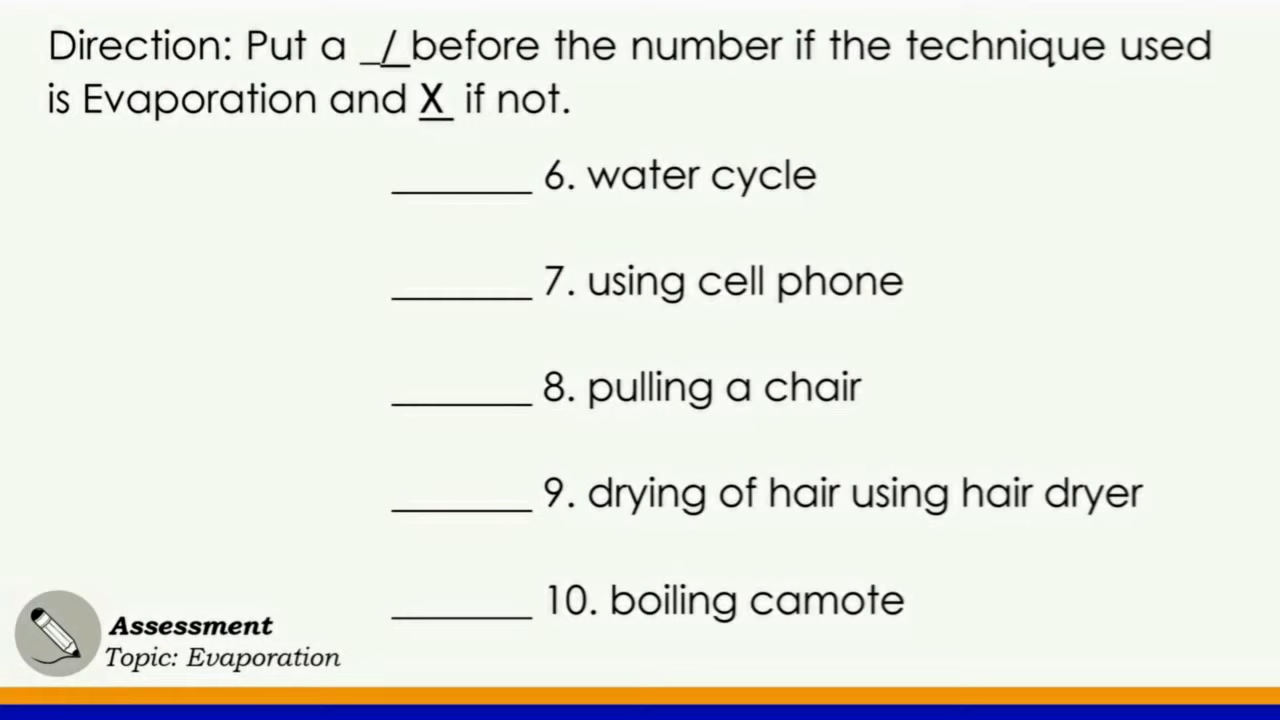 Direction: Put a _/_ before the number if the technique used
is Evaporation and X if not.
_______ 6. water cycle
_______ 7. using cell phone
_______ 8. pulling a chair
_______ 9. drying of hair using hair dryer
_______ 10. boiling camote
Assessment
Topic: Evaporation